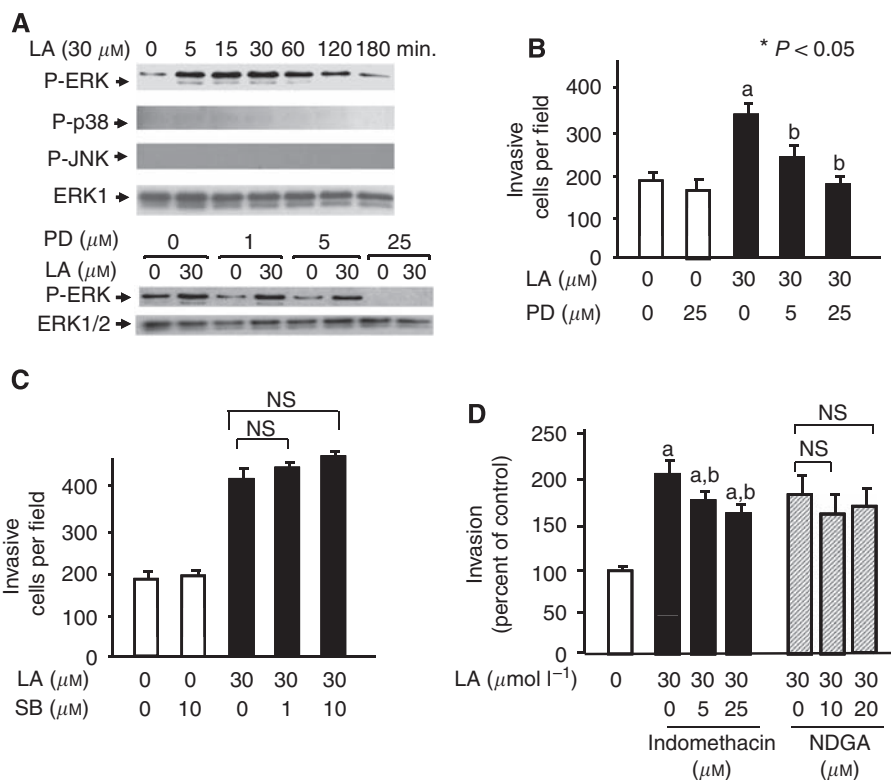 A
LA (30 μM) 0 5 15 30 60 120 180 min.
P-ERK
P-p38
P-JNK
ERK1
PD (μM) 0 1 5 25
LA (μM) 0 30 0 30 0 30 0 30
P-ERK
ERK1/2
B
* P < 0.05
Invasive
cells per field
400
300
200
100
0
a
b
b
LA (μM) 0 0 30 30 30
PD (μM) 0 25 0 5 25
C
NS
NS
Invasive
cells per field
400
300
200
100
0
LA (μM) 0 0 30 30 30
SB (μM) 0 10 0 1 10
D
Invasion
(percent of control)
250
200
150
100
50
0
a
a,b
a,b
NS
NS
LA (μmol l⁻¹) 0 30 30 30 30 30 30
0 5 25 0 10 20
Indomethacin NDGA
(μM) (μM)